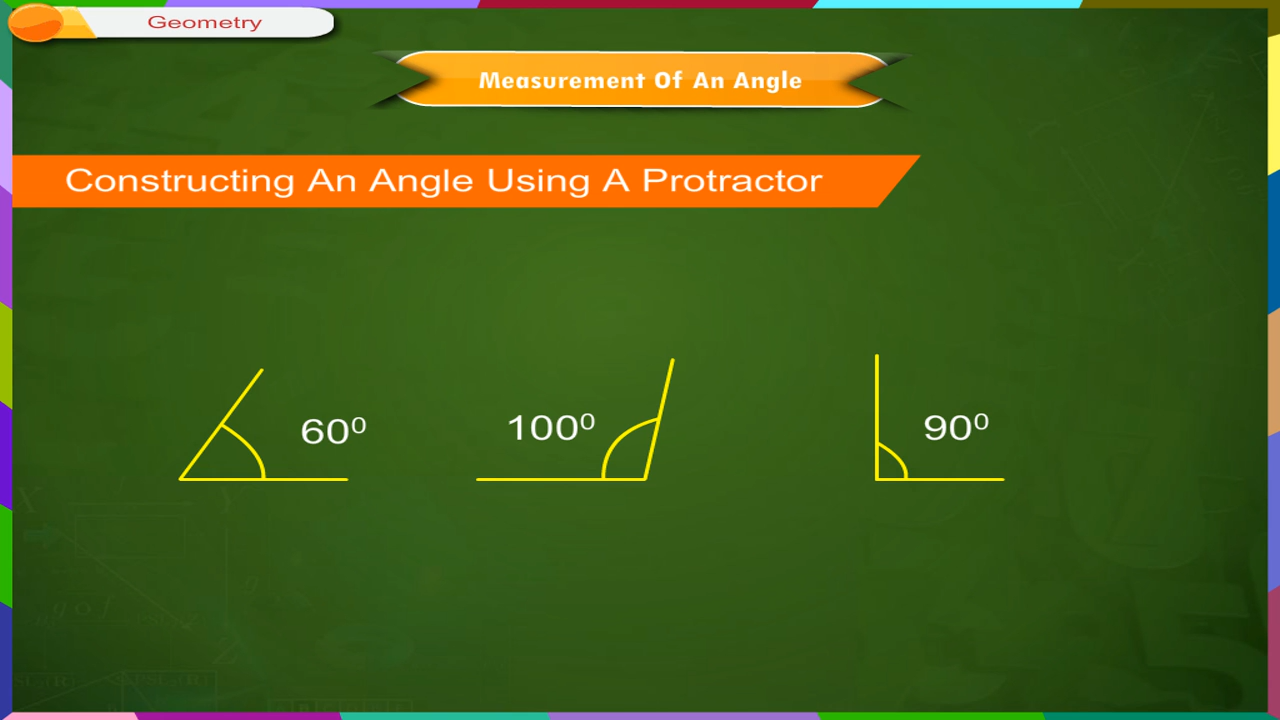 Geometry
Measurement Of An Angle
Constructing An Angle Using A Protractor
60⁰
100⁰
90⁰